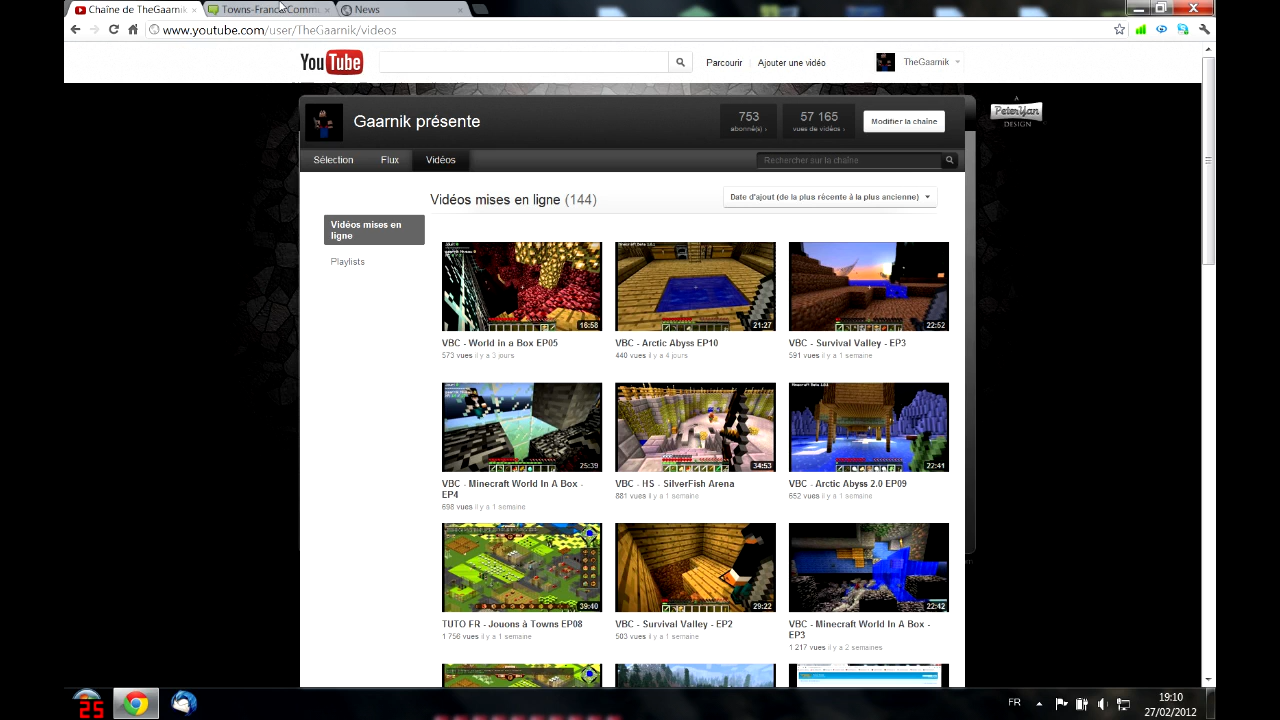 Chaîne de TheGaarnik
Towns-France Commu
News
www.youtube.com/user/TheGaarnik/videos
YouTube
Parcourir
Ajouter une vidéo
TheGaarnik
Gaarnik présente
753
abonné(s) ›
57 165
vues de vidéos ›
Modifier la chaîne
A
PeterYan
DESIGN
Sélection
Flux
Vidéos
Rechercher sur la chaîne
Vidéos mises en ligne (144)
Date d'ajout (de la plus récente à la plus ancienne)
Vidéos mises en
ligne
Playlists
16:58
21:27
22:52
VBC - World in a Box EP05
573 vues il y a 3 jours
VBC - Arctic Abyss EP10
440 vues il y a 4 jours
VBC - Survival Valley - EP3
591 vues il y a 1 semaine
25:39
34:53
22:41
VBC - Minecraft World In A Box -
EP4
698 vues il y a 1 semaine
VBC - HS - SilverFish Arena
881 vues il y a 1 semaine
VBC - Arctic Abyss 2.0 EP09
652 vues il y a 1 semaine
39:40
29:22
22:42
TUTO FR - Jouons à Towns EP08
1 756 vues il y a 1 semaine
VBC - Survival Valley - EP2
503 vues il y a 1 semaine
VBC - Minecraft World In A Box -
EP3
1 217 vues il y a 2 semaines
25
FR
19:10
27/02/2012